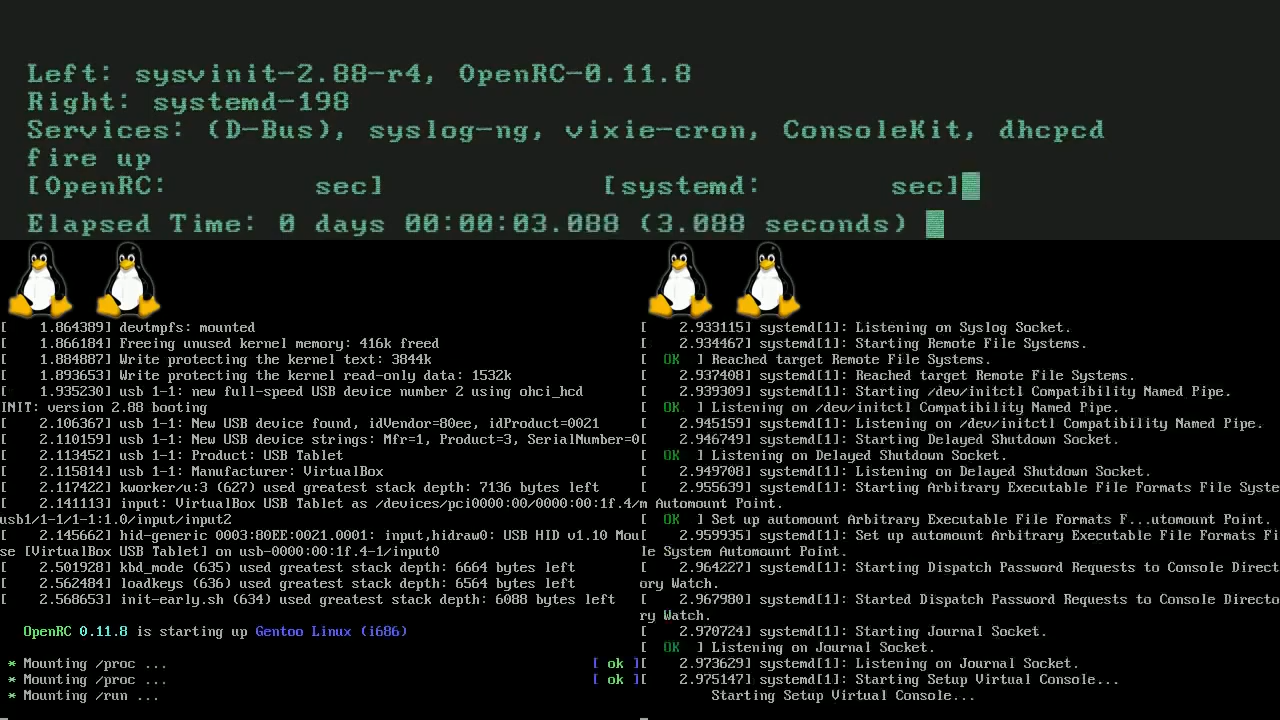 Left: sysvinit-2.88-r4, OpenRC-0.11.8
Right: systemd-198
Services: (D-Bus), syslog-ng, vixie-cron, ConsoleKit, dhcpcd
fire up
[OpenRC: sec] [systemd: sec]
Elapsed Time: 0 days 00:00:03.088 (3.088 seconds)
[ 1.864389] devtmpfs: mounted
[ 1.866184] Freeing unused kernel memory: 416k freed
[ 1.884887] Write protecting the kernel text: 3844k
[ 1.893653] Write protecting the kernel read-only data: 1532k
[ 1.935230] usb 1-1: new full-speed USB device number 2 using ohci_hcd
INIT: version 2.88 booting
[ 2.106367] usb 1-1: New USB device found, idVendor=80ee, idProduct=0021
[ 2.110159] usb 1-1: New USB device strings: Mfr=1, Product=3, SerialNumber=0
[ 2.113452] usb 1-1: Product: USB Tablet
[ 2.115814] usb 1-1: Manufacturer: VirtualBox
[ 2.117422] kworker/u:3 (627) used greatest stack depth: 7136 bytes left
[ 2.141113] input: VirtualBox USB Tablet as /devices/pci0000:00/0000:00:1f.4/
usb1/1-1/1-1:1.0/input/input2
[ 2.145662] hid-generic 0003:80EE:0021.0001: input,hidraw0: USB HID v1.10 Mou
se [VirtualBox USB Tablet] on usb-0000:00:1f.4-1/input0
[ 2.501928] kbd_mode (635) used greatest stack depth: 6664 bytes left
[ 2.562484] loadkeys (636) used greatest stack depth: 6564 bytes left
[ 2.568653] init-early.sh (634) used greatest stack depth: 6088 bytes left
OpenRC 0.11.8 is starting up Gentoo Linux (i686)
* Mounting /proc ... [ ok ]
* Mounting /proc ... [ ok ]
* Mounting /run ...
[ 2.933115] systemd[1]: Listening on Syslog Socket.
[ 2.934467] systemd[1]: Starting Remote File Systems.
[ OK ] Reached target Remote File Systems.
[ 2.937408] systemd[1]: Reached target Remote File Systems.
[ 2.939309] systemd[1]: Starting /dev/initctl Compatibility Named Pipe.
[ OK ] Listening on /dev/initctl Compatibility Named Pipe.
[ 2.945159] systemd[1]: Listening on /dev/initctl Compatibility Named Pipe.
[ 2.946749] systemd[1]: Starting Delayed Shutdown Socket.
[ OK ] Listening on Delayed Shutdown Socket.
[ 2.949708] systemd[1]: Listening on Delayed Shutdown Socket.
[ 2.955639] systemd[1]: Starting Arbitrary Executable File Formats File Syste
m Automount Point.
[ OK ] Set up automount Arbitrary Executable File Formats F...utomount Point.
[ 2.959935] systemd[1]: Set up automount Arbitrary Executable File Formats Fi
le System Automount Point.
[ 2.964227] systemd[1]: Starting Dispatch Password Requests to Console Direct
ory Watch.
[ 2.967980] systemd[1]: Started Dispatch Password Requests to Console Directo
ry Watch.
[ 2.970724] systemd[1]: Starting Journal Socket.
[ OK ] Listening on Journal Socket.
[ 2.973629] systemd[1]: Listening on Journal Socket.
[ 2.975147] systemd[1]: Starting Setup Virtual Console...
Starting Setup Virtual Console...